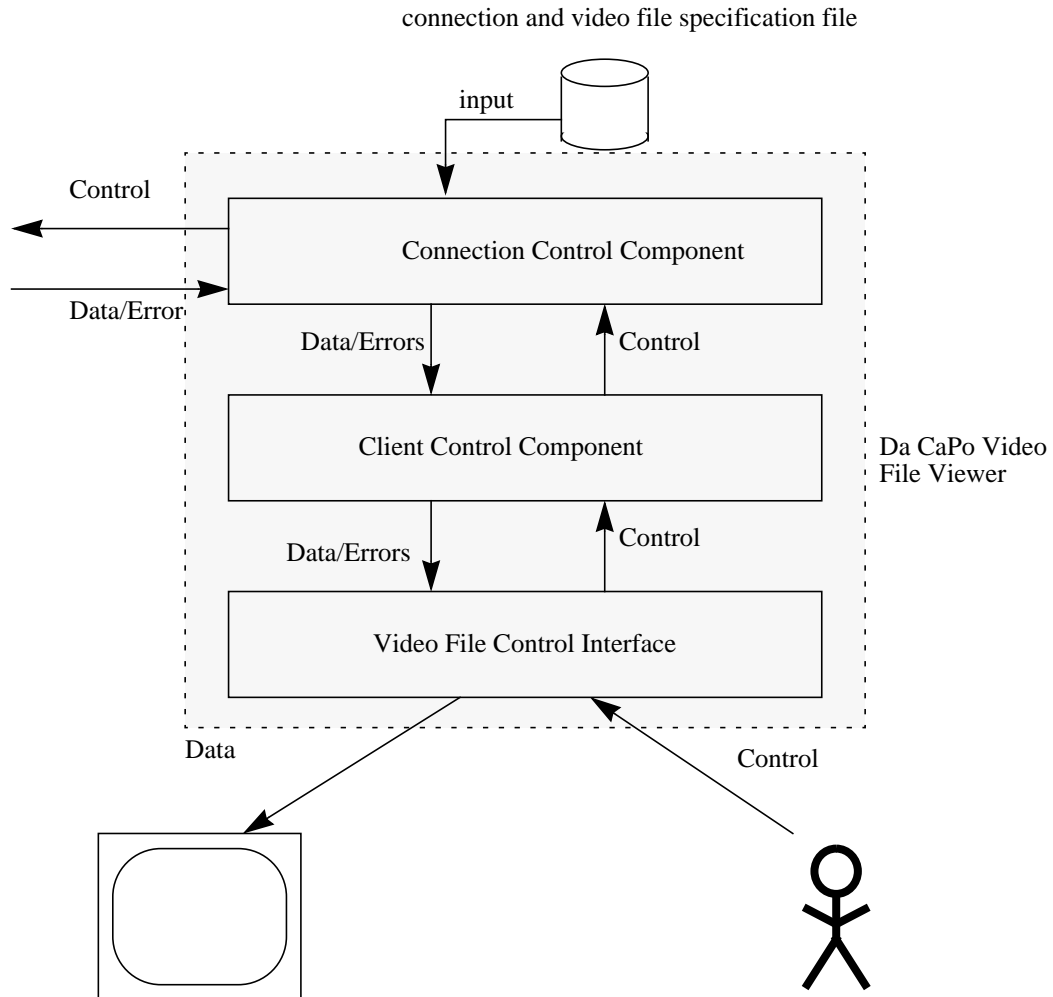 connection and video file specification file
input
Control
Connection Control Component
Data/Error
Data/Errors
Control
Client Control Component
Da CaPo Video
File Viewer
Data/Errors
Control
Video File Control Interface
Data
Control